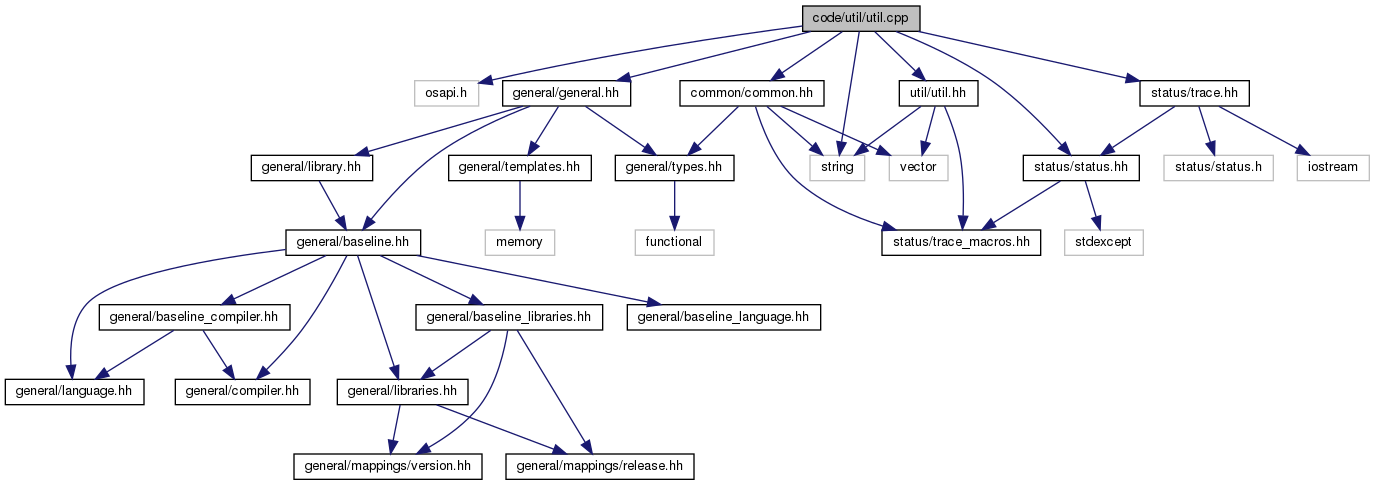 code/util/util.cpp
osapi.h
general/general.hh
common/common.hh
util/util.hh
status/trace.hh
general/library.hh
general/templates.hh
general/types.hh
string
vector
status/status.hh
status/status.h
iostream
general/baseline.hh
memory
functional
status/trace_macros.hh
stdexcept
general/baseline_compiler.hh
general/baseline_libraries.hh
general/baseline_language.hh
general/language.hh
general/compiler.hh
general/libraries.hh
general/mappings/version.hh
general/mappings/release.hh